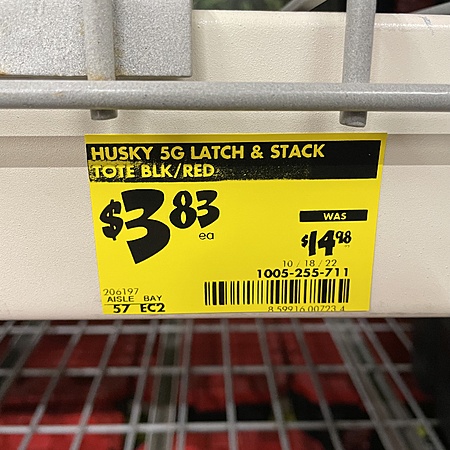 HUSKY 5G LATCH & STACK
TOTE BLK/RED
$3.83
ea
WAS
$14.98
10/18/22
1005-255-711
206197
AISLE BAY
57 EC2
8 59916 00723 4